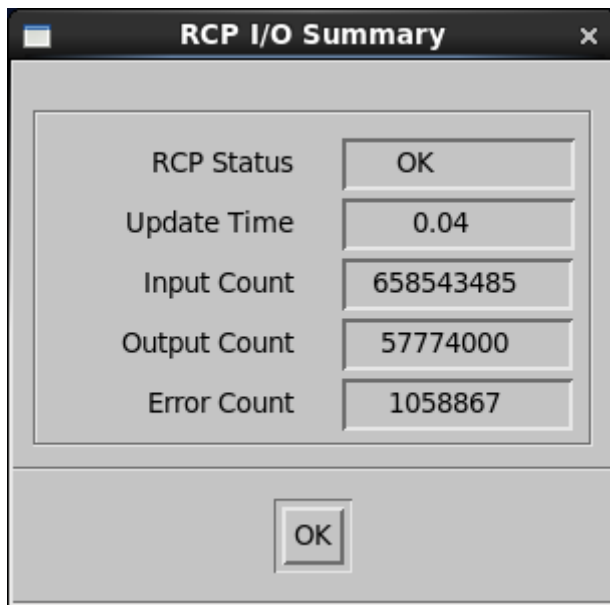 RCP I/O Summary
RCP Status OK
Update Time 0.04
Input Count 658543485
Output Count 57774000
Error Count 1058867
OK